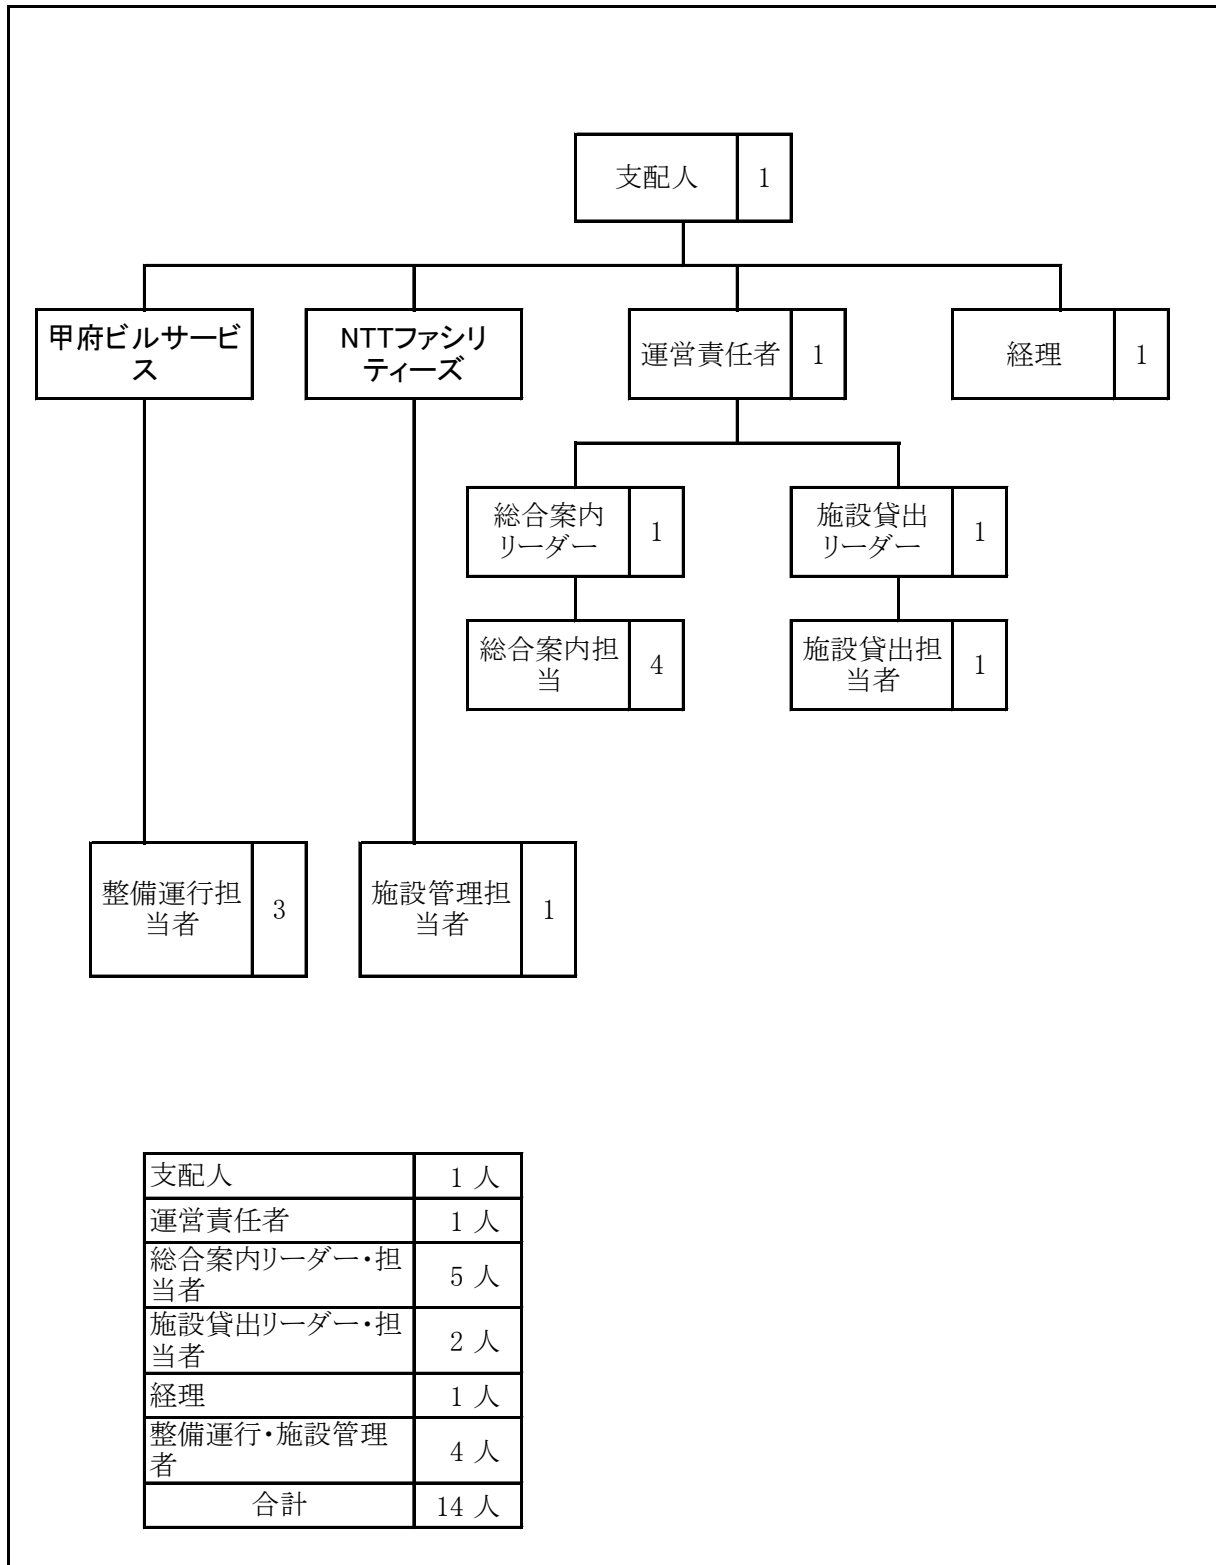 支配人
1
甲府ビルサービ
ス
NTTファシリ
ティーズ
運営責任者
1
経理
1
総合案内
リーダー
1
施設貸出
リーダー
1
総合案内担
当
4
施設貸出担
当者
1
整備運行担
当者
3
施設管理担
当者
1
支配人
1 人
運営責任者
1 人
総合案内リーダー・担
当者
5 人
施設貸出リーダー・担
当者
2 人
経理
1 人
整備運行・施設管理
者
4 人
合計
14 人